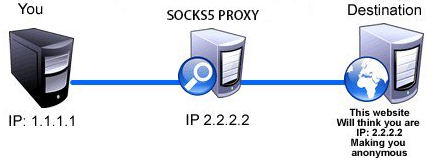 You
SOCKS5 PROXY
Destination
IP: 1.1.1.1
IP 2.2.2.2
This website
Will think you are
IP: 2.2.2.2
Making you
anonymous